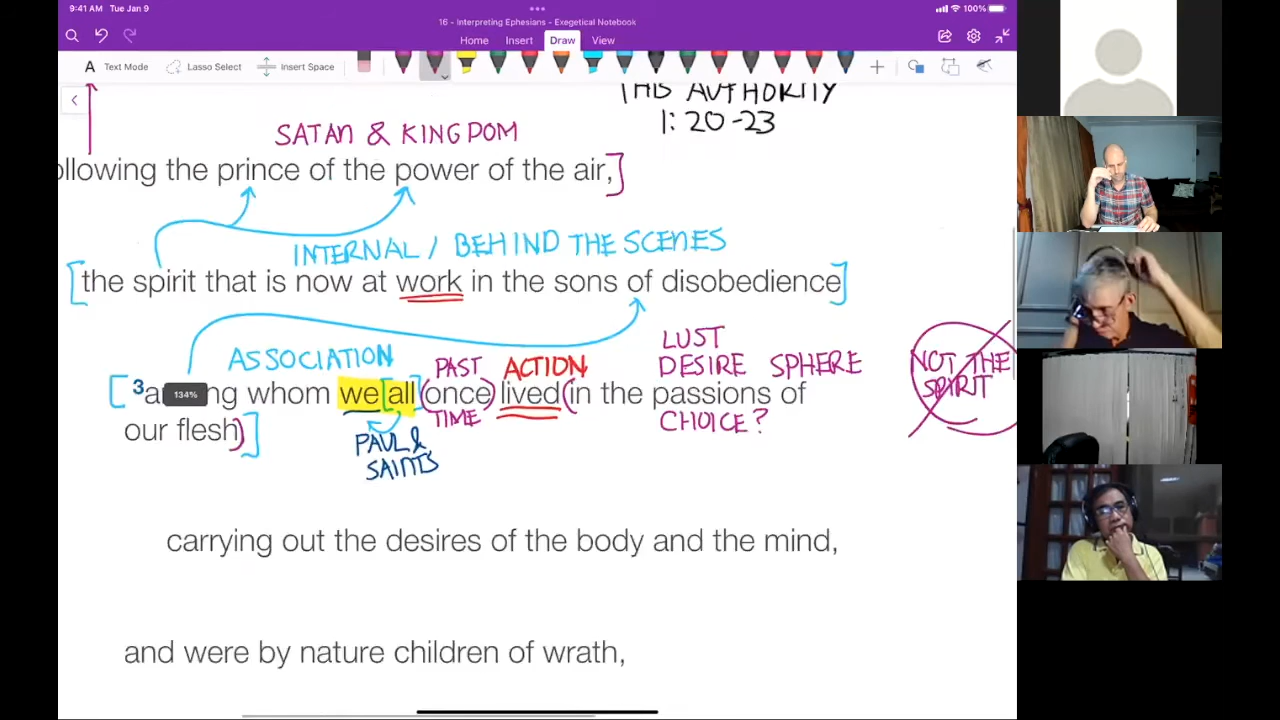 9:41 AM Tue Jan 9
100%
16 - Interpreting Ephesians - Exegetical Notebook
Home Insert Draw View
A Text Mode Lasso Select Insert Space
THIS AUTHORITY
1:20-23
SATAN & KINGDOM
ollowing the prince of the power of the air,]
INTERNAL / BEHIND THE SCENES
[the spirit that is now at work in the sons of disobedience]
LUST
ASSOCIATION PAST ACTION DESIRE SPHERE NOT THE
SPIRIT
134%
[3 a ng whom we [all] (once) lived (in the passions of
TIME CHOICE?
our flesh)]
PAUL &
SAINTS
carrying out the desires of the body and the mind,
and were by nature children of wrath,